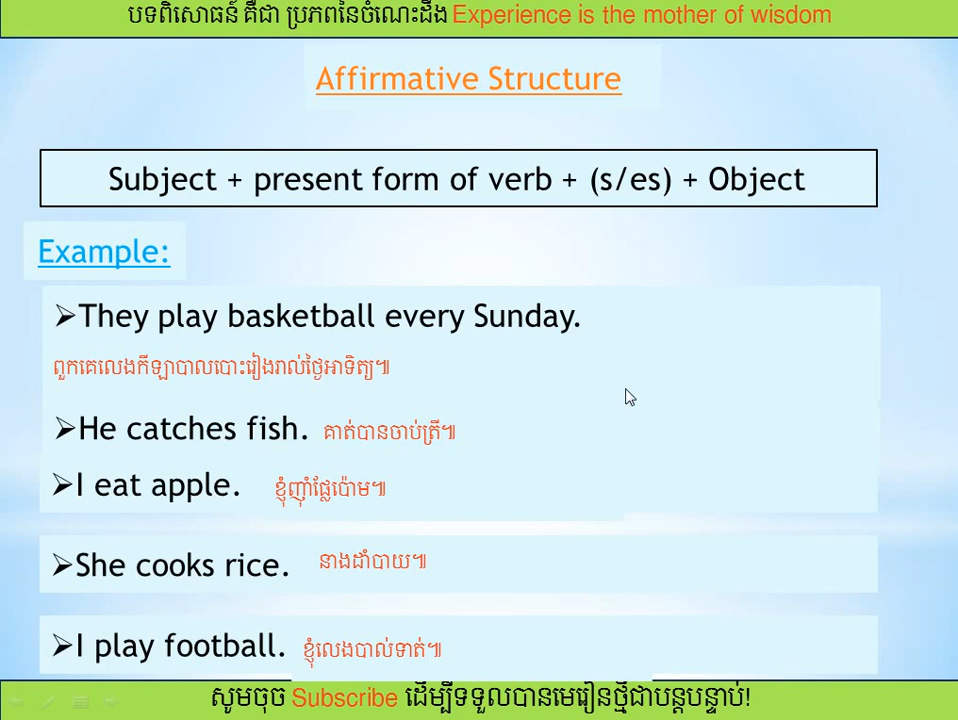 បទពិសោធន៍ គឺជា ប្រភពនៃចំណេះដឹង Experience is the mother of wisdom
Affirmative Structure
Subject + present form of verb + (s/es) + Object
Example:
➢They play basketball every Sunday.
ពួកគេលេងកីឡាបាលបោះរៀងរាល់ថ្ងៃអាទិត្យ៕
➢He catches fish. គាត់បានចាប់ត្រី៕
➢I eat apple. ខ្ញុំញ៉ាំផ្លែប៉ោម៕
➢She cooks rice. នាងដាំបាយ៕
➢I play football. ខ្ញុំលេងបាល់ទាត់៕
សូមចុច Subscribe ដើម្បីទទួលបានមេរៀនថ្មីជាបន្តបន្ទាប់!